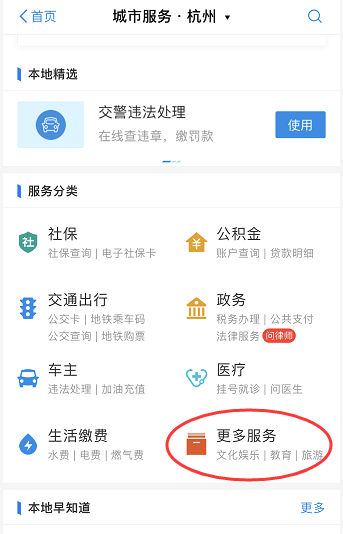 首页
城市服务·杭州
本地精选
交警违法处理
在线查违章，缴罚款
使用
服务分类
社
社保
社保查询 | 电子社保卡
¥
公积金
账户查询 | 贷款明细
交通出行
公交卡 | 地铁乘车码
公交查询 | 地铁购票
政务
税务办理 | 公共支付
法律服务 问律师
车主
违法处理 | 加油充值
医疗
挂号就诊 | 问医生
生活缴费
水费 | 电费 | 燃气费
更多服务
文化娱乐 | 教育 | 旅游
本地早知道
更多